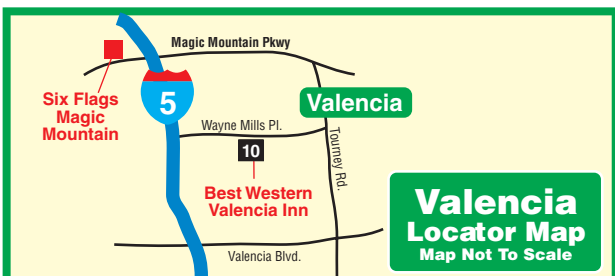 Magic Mountain Pkwy
Six Flags
Magic
Mountain
5
Valencia
Wayne Mills Pl.
10
Tourney Rd.
Best Western
Valencia Inn
Valencia Blvd.
Valencia
Locator Map
Map Not To Scale